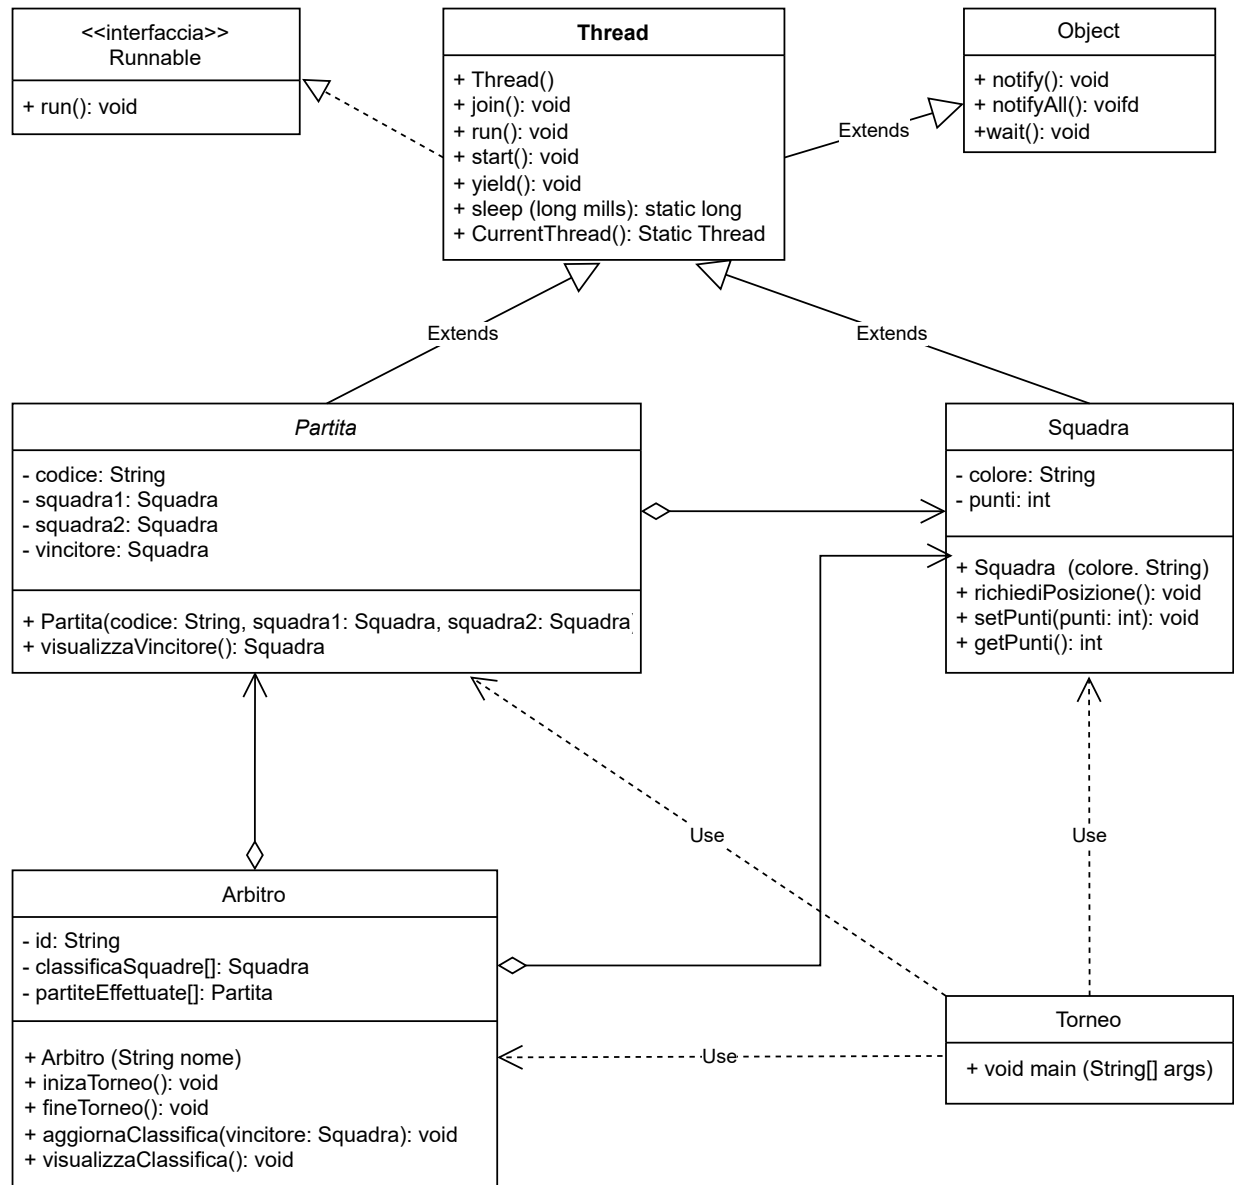 <<interfaccia>>
Runnable
+ run(): void
Thread
+ Thread()
+ join(): void
+ run(): void
+ start(): void
+ yield(): void
+ sleep (long mills): static long
+ CurrentThread(): Static Thread
Object
+ notify(): void
+ notifyAll(): voifd
+wait(): void
Extends
Extends
Extends
Partita
- codice: String
- squadra1: Squadra
- squadra2: Squadra
- vincitore: Squadra
+ Partita(codice: String, squadra1: Squadra, squadra2: Squadra
+ visualizzaVincitore(): Squadra
Squadra
- colore: String
- punti: int
+ Squadra  (colore. String)
+ richiediPosizione(): void
+ setPunti(punti: int): void
+ getPunti(): int
Use
Use
Arbitro
- id: String
- classificaSquadre[]: Squadra
- partiteEffettuate[]: Partita
+ Arbitro (String nome)
+ inizaTorneo(): void
+ fineTorneo(): void
+ aggiornaClassifica(vincitore: Squadra): void
+ visualizzaClassifica(): void
Use
Torneo
+ void main (String[] args)